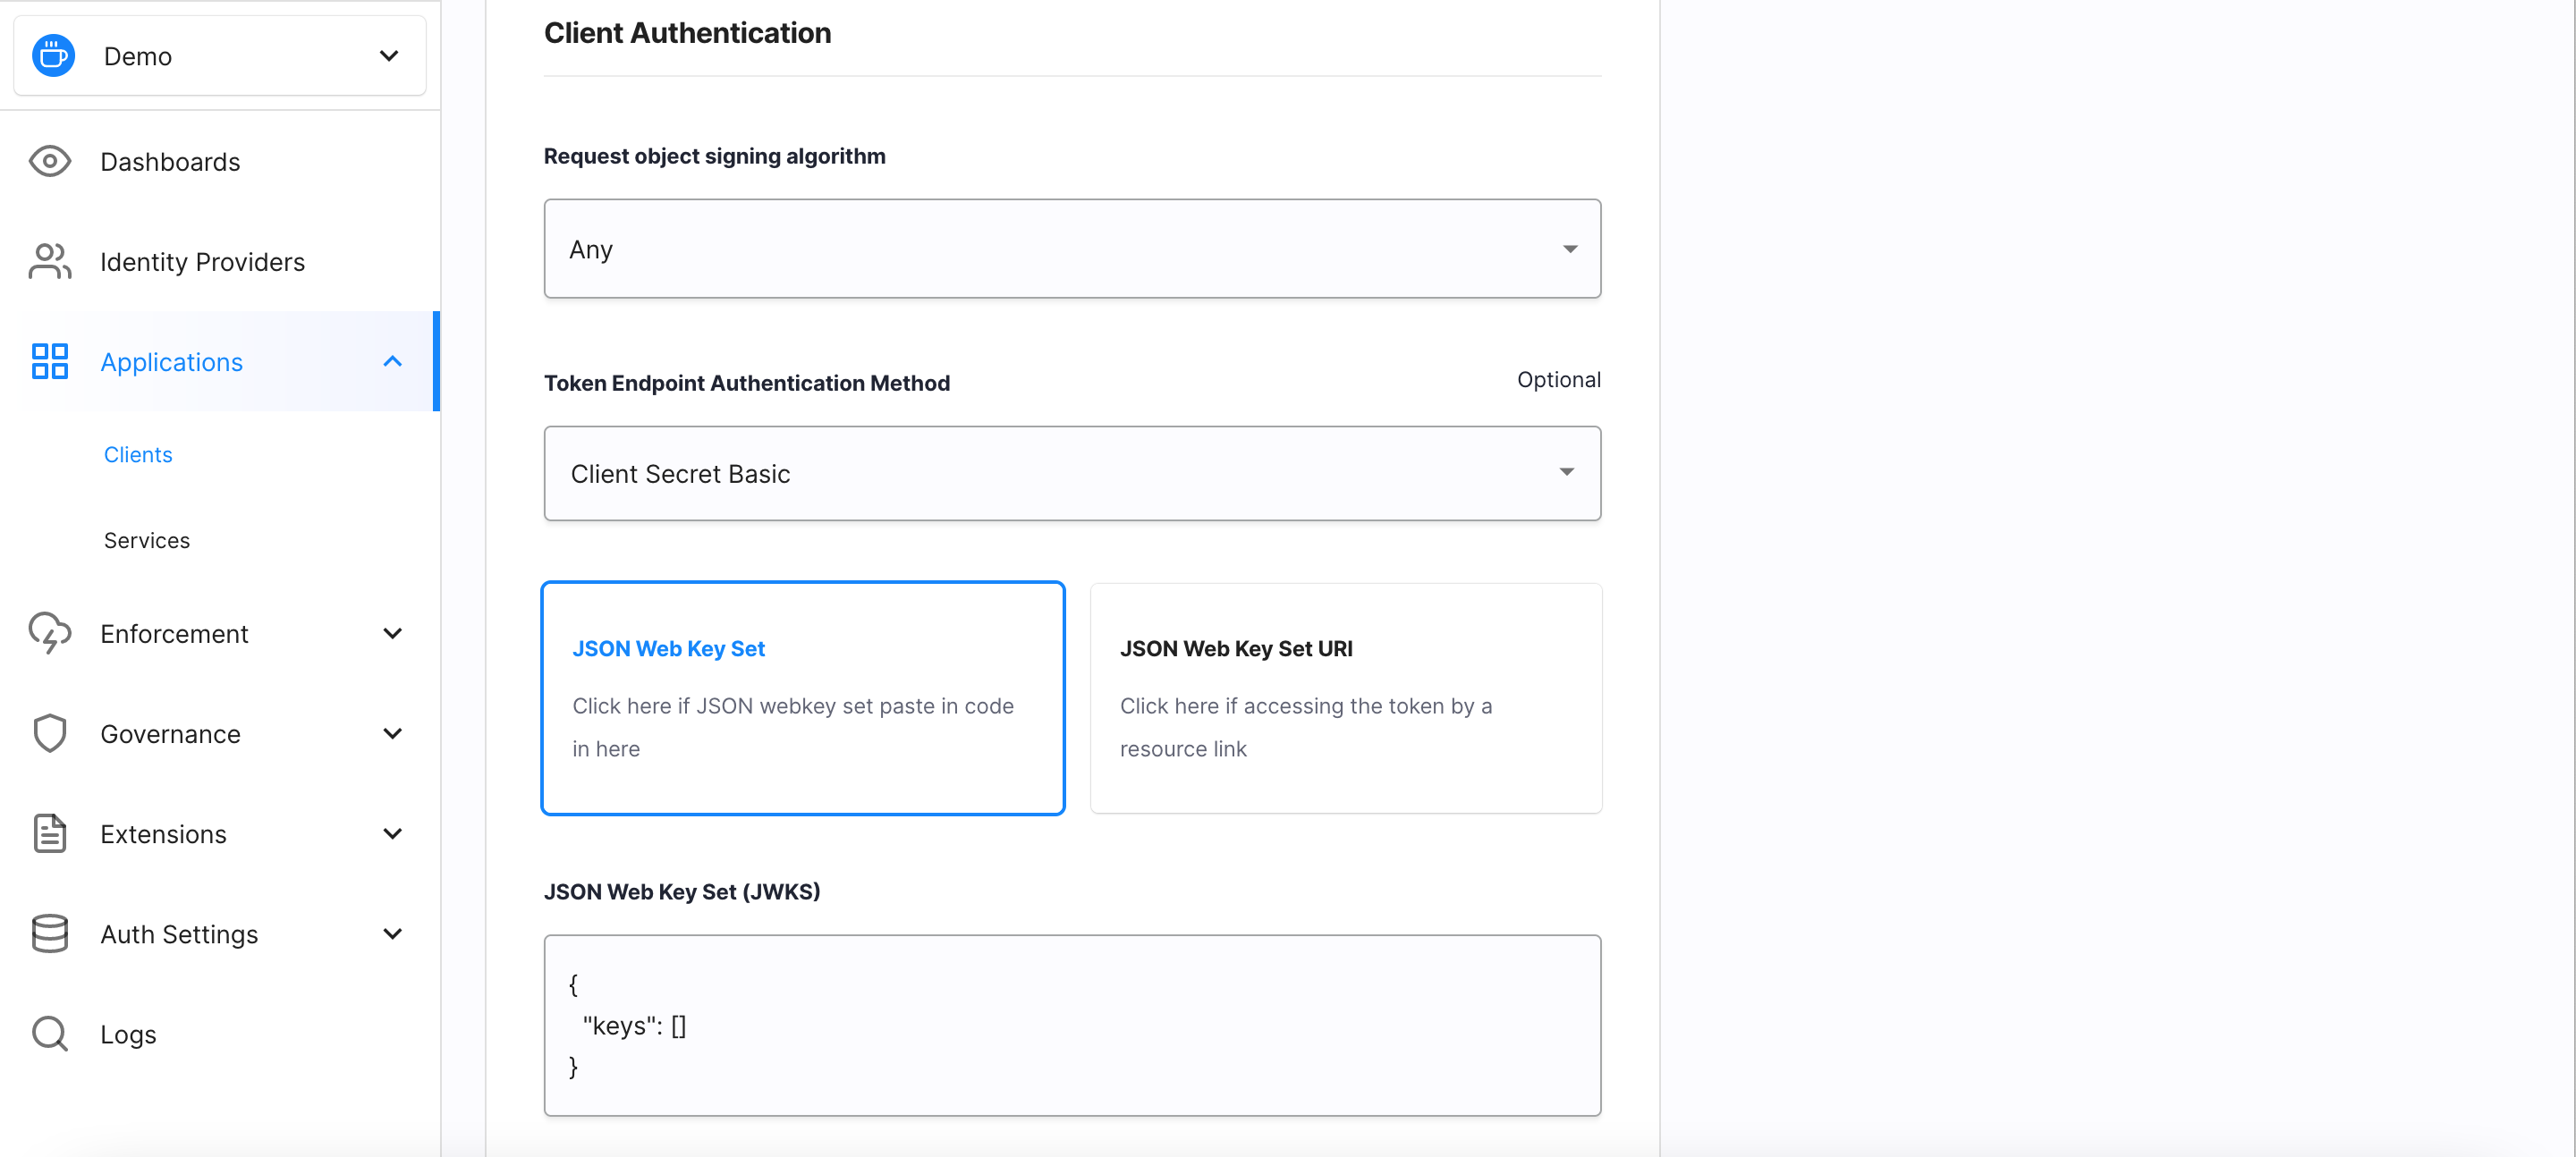 Demo
Dashboards
Identity Providers
Applications
Clients
Services
Enforcement
Governance
Extensions
Auth Settings
Logs
Client Authentication
Request object signing algorithm
Any
Token Endpoint Authentication Method
Optional
Client Secret Basic
JSON Web Key Set
Click here if JSON webkey set paste in code
in here
JSON Web Key Set URI
Click here if accessing the token by a
resource link
JSON Web Key Set (JWKS)
{
"keys": []
}